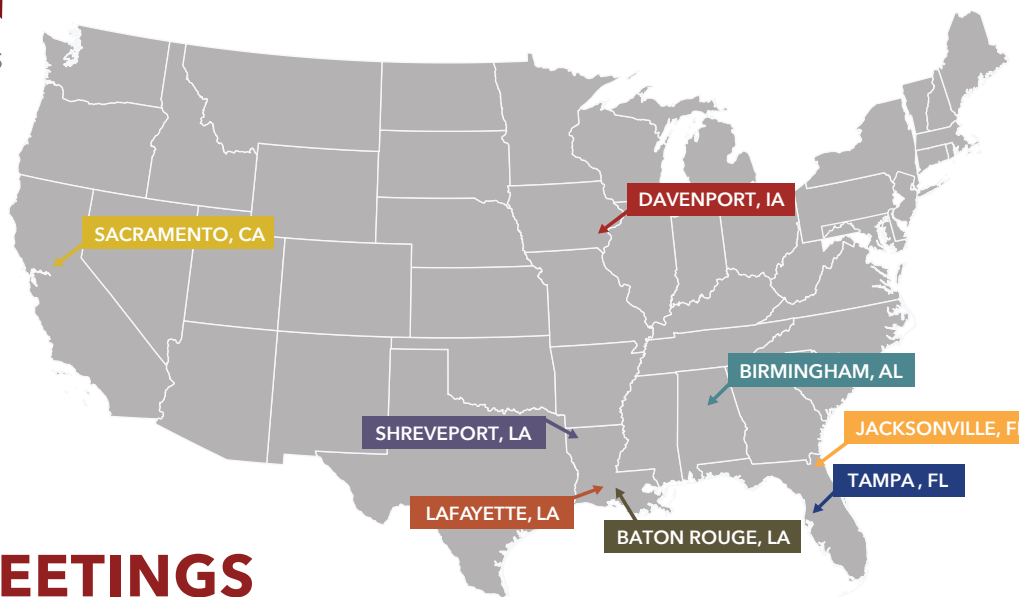 S
DAVENPORT, IA
SACRAMENTO, CA
BIRMINGHAM, AL
SHREVEPORT, LA
JACKSONVILLE, F
TAMPA, FL
LAFAYETTE, LA
BATON ROUGE, LA
EETINGS